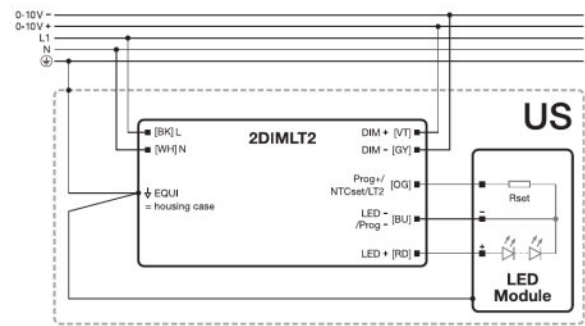 0-10V −
0-10V +
L1
N
US
2DIMLT2
[BK] L
[WH] N
EQUI
= housing case
DIM + [VT]
DIM − [GY]
Prog+/
NTCset/LT2 [OG]
LED −
/Prog − [BU]
LED + [RD]
Rset
−
+
LED
Module